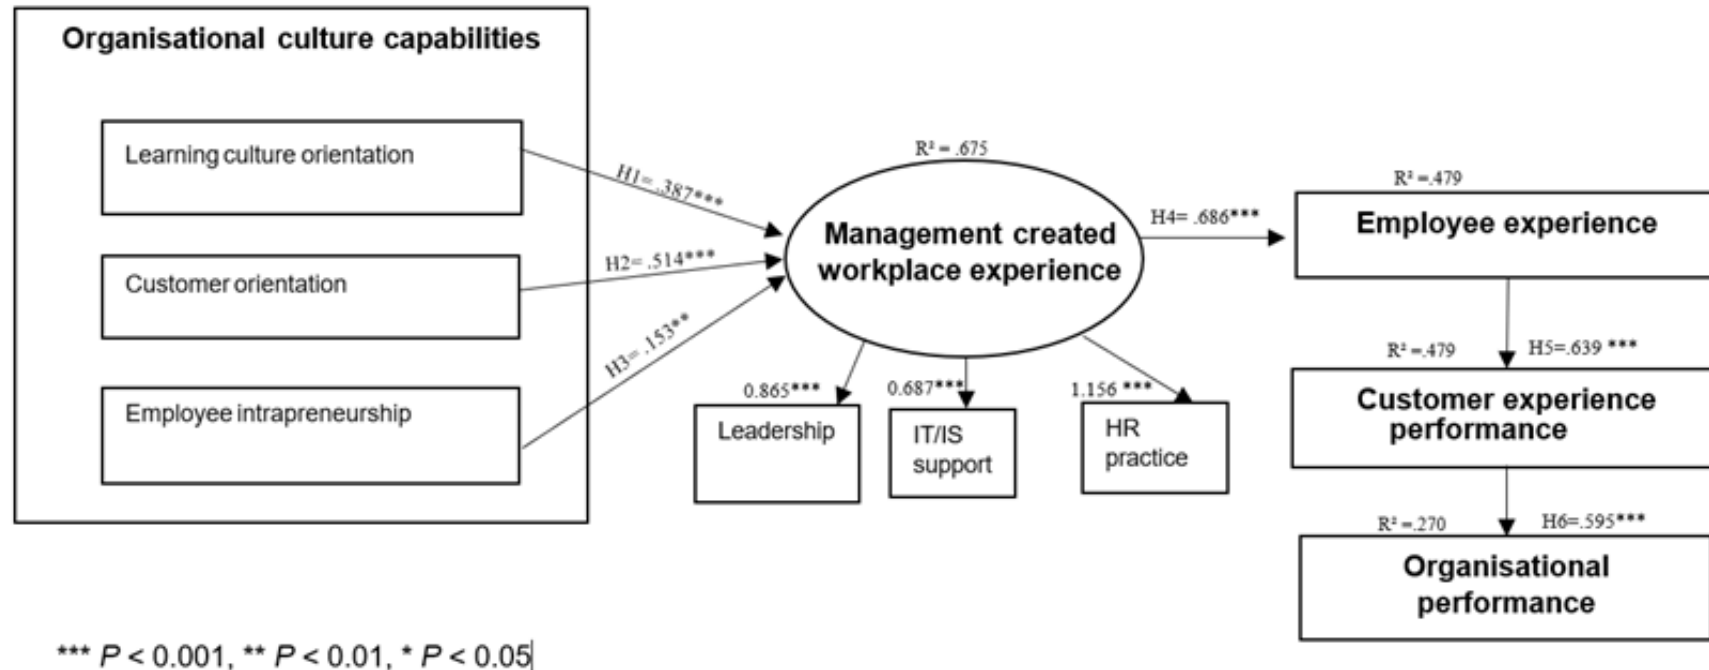 Organisational culture capabilities
Learning culture orientation
Customer orientation
Employee intrapreneurship
H1= .387***
H2= .514***
H3= .153**
R² = .675
Management created
workplace experience
0.865***
0.687***
1.156 ***
Leadership
IT/IS
support
HR
practice
H4= .686***
R² =.479
Employee experience
R² =.479
H5=.639 ***
Customer experience
performance
R² =.270
H6=.595***
Organisational
performance
*** P < 0.001, ** P < 0.01, * P < 0.05